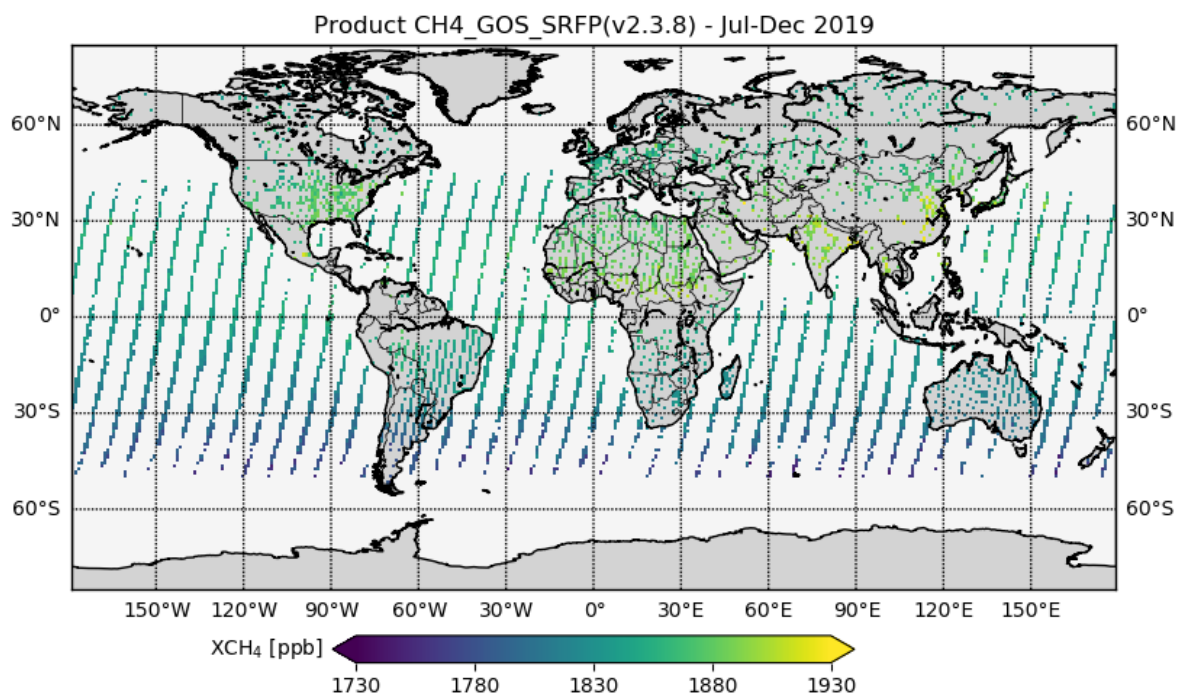 Product CH4_GOS_SRFP(v2.3.8) - Jul-Dec 2019
60°N 60°N
30°N 30°N
0° 0°
30°S 30°S
60°S 60°S
150°W 120°W 90°W 60°W 30°W 0° 30°E 60°E 90°E 120°E 150°E
XCH₄ [ppb]
1730 1780 1830 1880 1930